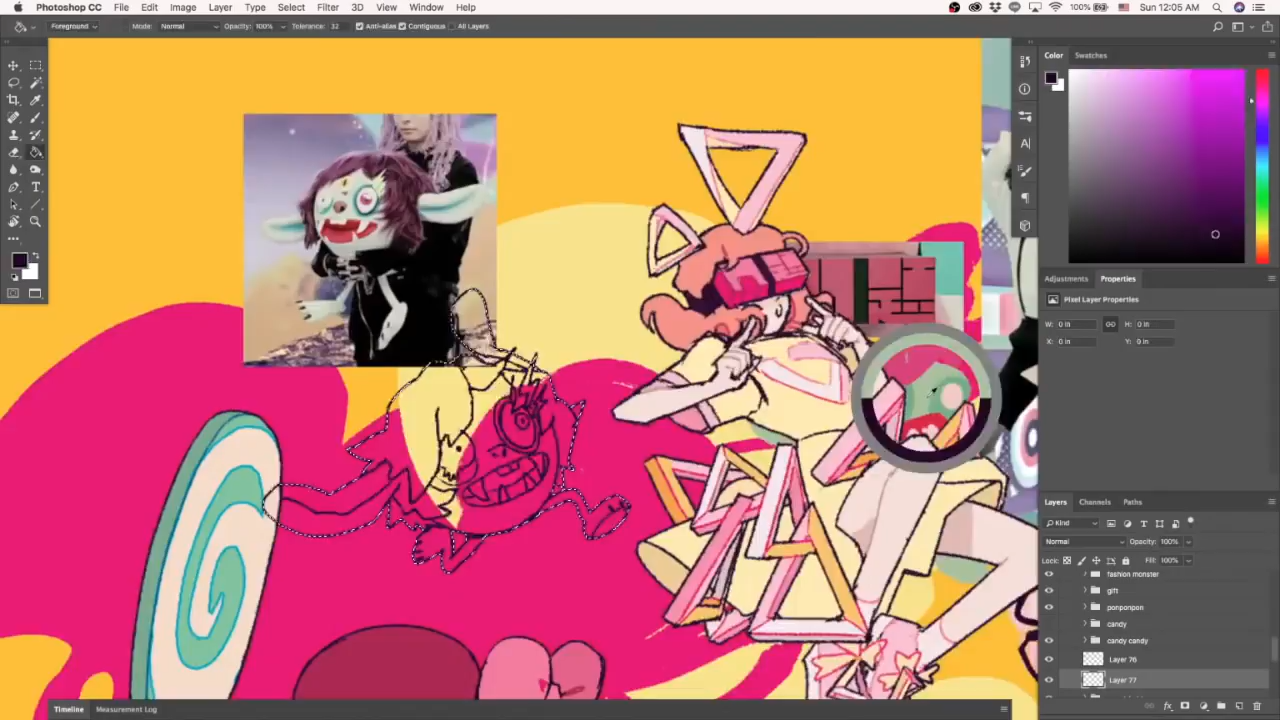 Photoshop CC File Edit Image Layer Type Select Filter 3D View Window Help 100% Sun 12:05 AM
Foreground Mode: Normal Opacity: 100% Tolerance: 32 Anti-alias Contiguous All Layers
Color Swatches
Adjustments Properties
Pixel Layer Properties
W: 0 in H: 0 in
X: 0 in Y: 0 in
Layers Channels Paths
Kind
Normal Opacity: 100%
Lock: Fill: 100%
fashion monster
gift
ponponpon
candy
candy candy
Layer 76
Layer 77
Timeline Measurement Log